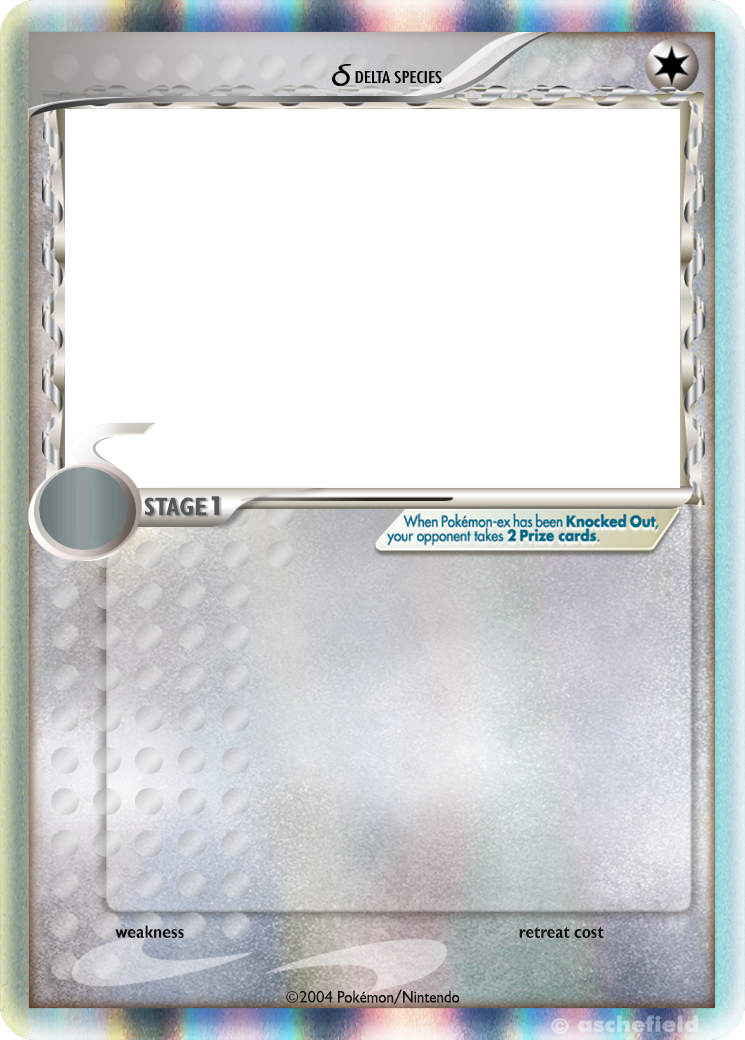 δ DELTA SPECIES
STAGE 1
When Pokémon-ex has been Knocked Out,
your opponent takes 2 Prize cards.
weakness
retreat cost
©2004 Pokémon/Nintendo
© aschefield